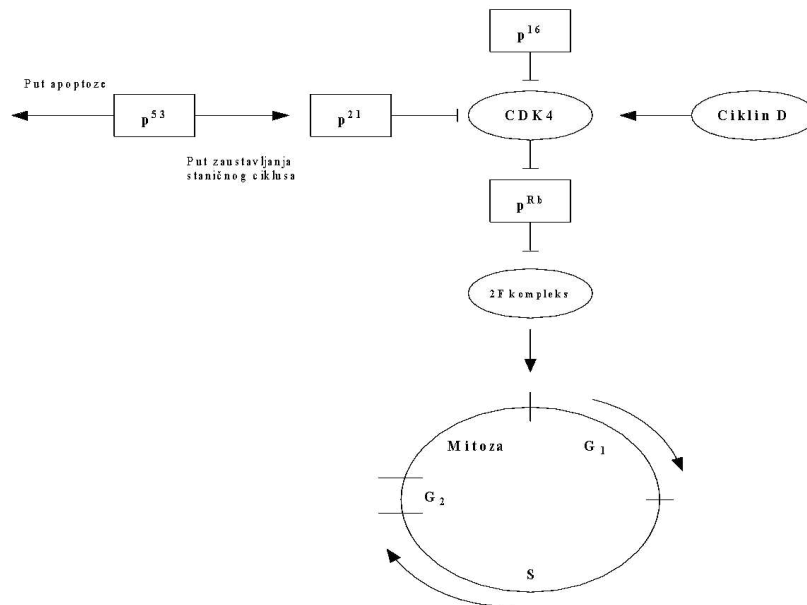 p16
Put apoptoze
p53
p21
CDK4
Ciklin D
Put zaustavljanja
staničnog ciklusa
pRb
2F kompleks
Mitoza
G1
G2
S